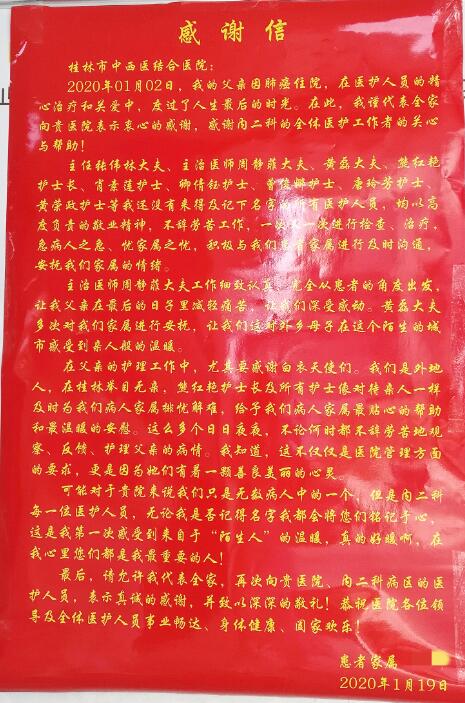 感谢信
桂林市中西医结合医院：
2020年01月02日，我的父亲因肺癌住院，在医护人员的精
心治疗和关爱中，度过了人生最后的时光。在此，我谨代表全家
向贵医院表示衷心的感谢，感谢内二科的全体医护工作者的关心
与帮助！
主任张伟林大夫、主治医师周静菲大夫、黄磊大夫、熊红艳
护士长、肖素莲护士、卿倩钰护士、曾俊娜护士、唐玲芳护士、
黄荣政护士等我还没有来得及记下名字的所有医护人员，均以高
度负责的敬业精神，不辞劳苦工作，一次又一次进行检查、治疗，
急病人之急、忧家属之忧，积极与我们患者家属进行及时沟通，
安抚我们家属的情绪。
主治医师周静菲大夫工作细致认真，完全从患者的角度出发，
让我父亲在最后的日子里减轻痛苦，让我们深受感动。黄磊大夫
多次对我们家属进行安抚，让我们这对外乡母子在这个陌生的城
市感受到亲人般的温暖。
在父亲的护理工作中，尤其要感谢白衣天使们。我们是外地
人，在桂林举目无亲，熊红艳护士长及所有护士像对待亲人一样
及时为我们病人家属排忧解难，给予我们病人家属最贴心的帮助
和最温暖的安慰。这么多个日日夜夜，不论何时都不辞劳苦地观
察、反馈、护理父亲的病情。我知道，这不仅仅是医院管理方面
的要求，更是因为她们有着一颗善良美丽的心灵。
可能对于贵院来说我们只是无数病人中的一个，但是内二科
每一位医护人员，无论我是否记得名字我都会将您们铭记于心，
这是我第一次感受到来自于“陌生人”的温暖，真的好暖啊，在
我心里您们都是我最重要的人！
最后，请允许我代表全家，再次向贵医院、内二科病区的医
护人员，表示真诚的感谢，并致以深深的敬礼！恭祝医院各位领
导及全体医护人员事业畅达、身体健康、阖家欢乐！
患者家属
2020年1月19日